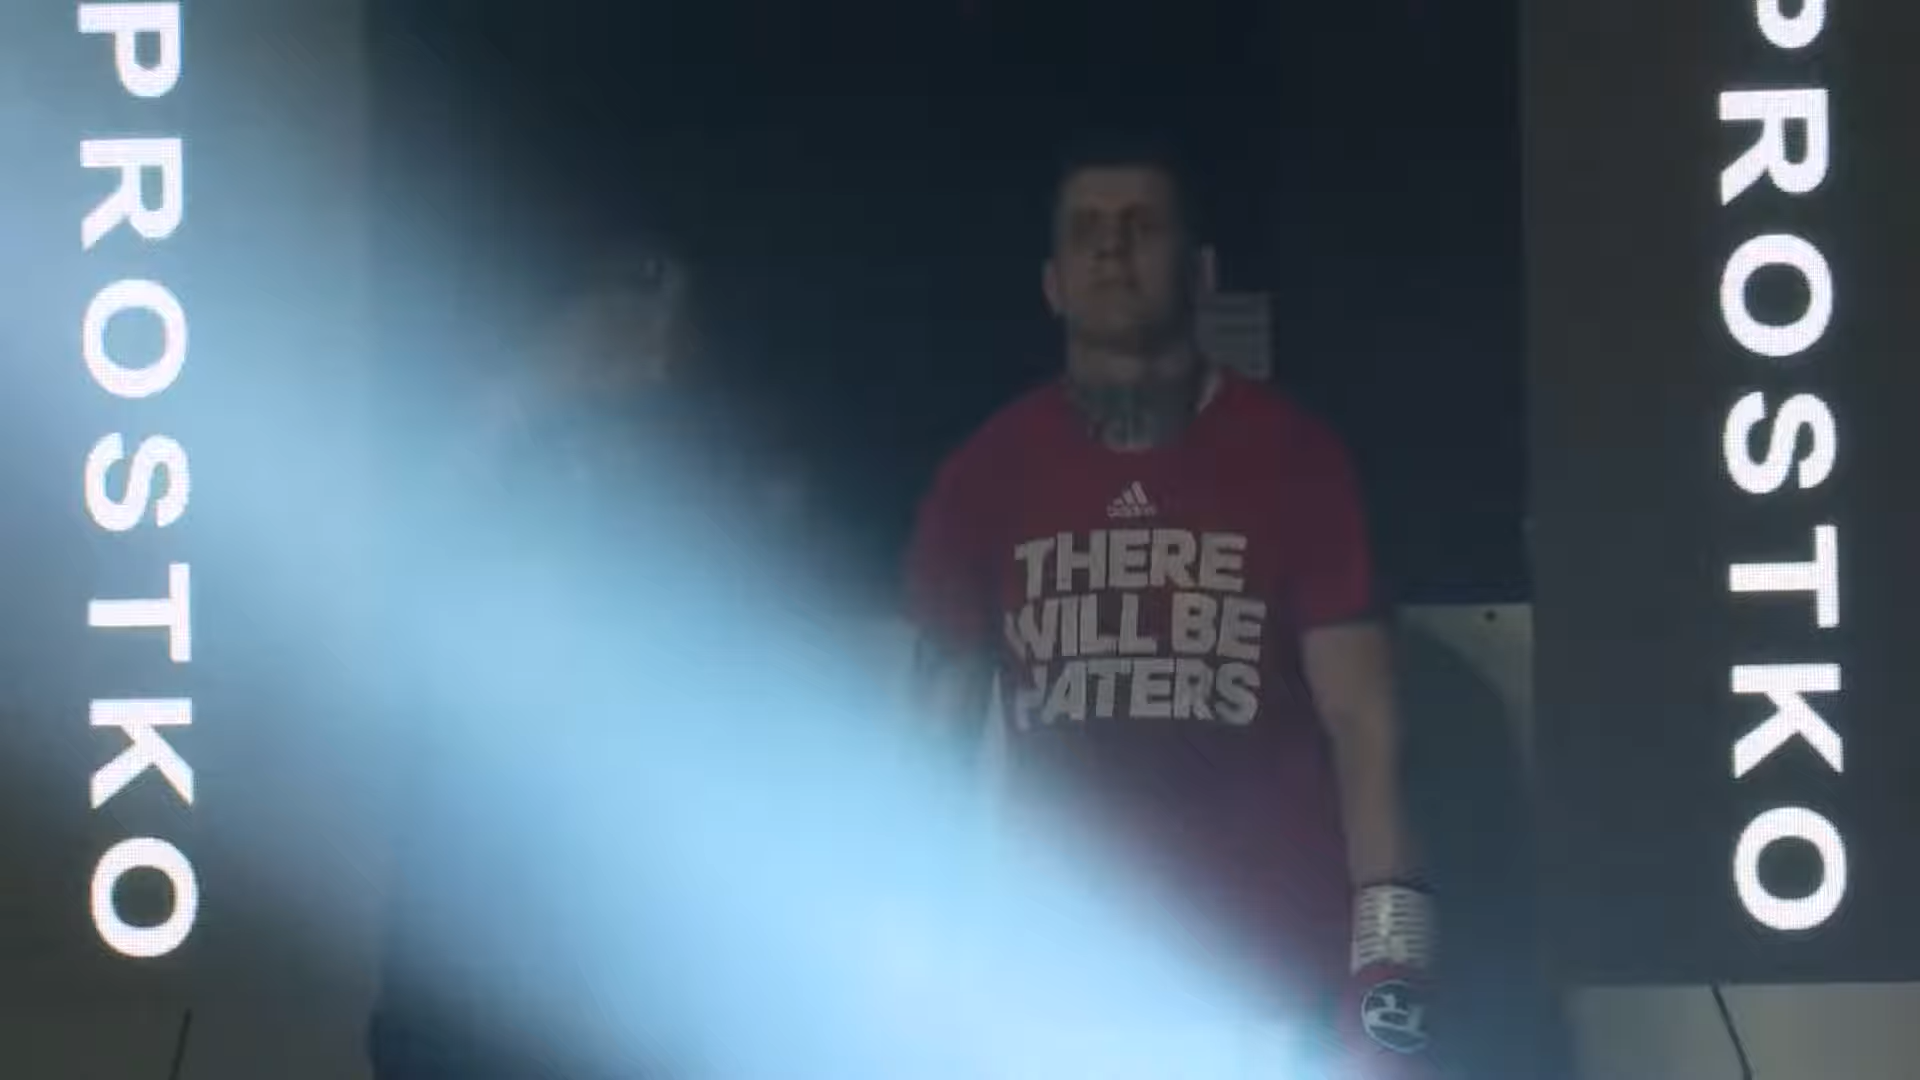 PROSTKO
adidas
THERE
WILL BE
HATERS
PROSTKO